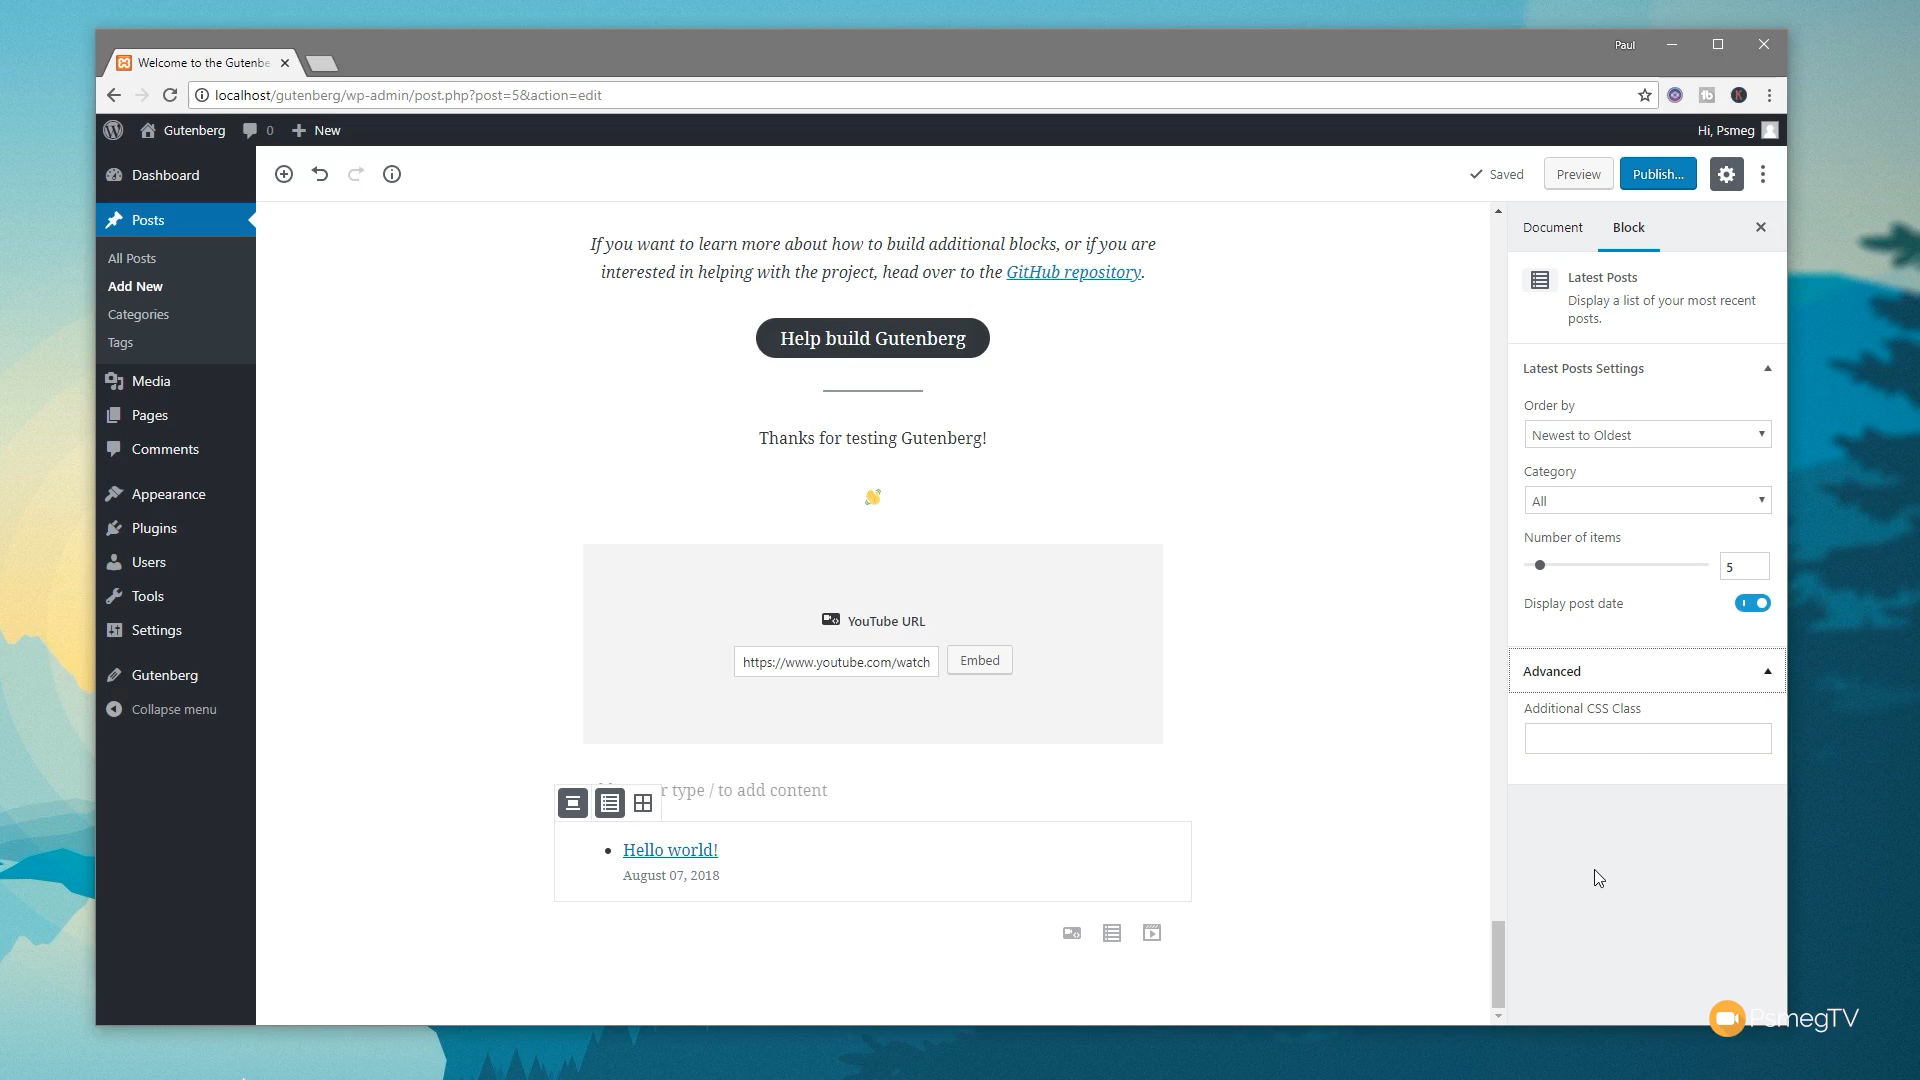 Paul
Welcome to the Gutenbe
localhost/gutenberg/wp-admin/post.php?post=5&action=edit
Gutenberg 0 New
Hi, Psmeg
Dashboard
Posts
All Posts
Add New
Categories
Tags
Media
Pages
Comments
Appearance
Plugins
Users
Tools
Settings
Gutenberg
Collapse menu
Saved
Preview
Publish...
If you want to learn more about how to build additional blocks, or if you are
interested in helping with the project, head over to the GitHub repository.
Help build Gutenberg
Thanks for testing Gutenberg!
YouTube URL
https://www.youtube.com/watch
Embed
r type / to add content
Hello world!
August 07, 2018
Document
Block
Latest Posts
Display a list of your most recent
posts.
Latest Posts Settings
Order by
Newest to Oldest
Category
All
Number of items
5
Display post date
Advanced
Additional CSS Class
PsmegTV